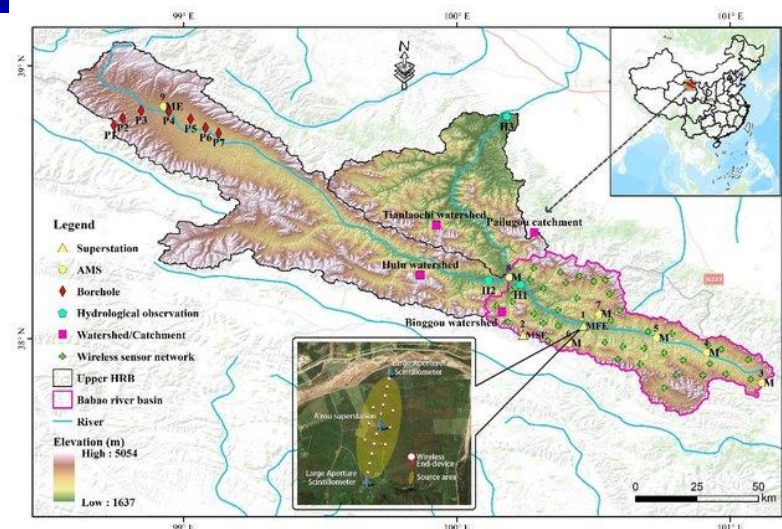 99° E
100° E
101° E
39° N
N
9
ME
P1
P2
P3
P4
P5
P6
P7
H3
Tianlaochi watershed
Pailugou catchment
Hulu watershed
8
M
H2
H1
Binggou watershed
1
MFE
2
MSE
7
M
M
5
M
M
3
M
38° N
Legend
Superstation
AMS
Borehole
Hydrological observation
Watershed/Catchment
Wireless sensor network
Upper HRB
Babao river basin
River
Elevation (m)
High : 5054
Low : 1637
Large Aperture
Scintillometer
A'rou superstation
Wireless
End-device
Source area
Large Aperture
Scintillometer
0 25 50
km
99° E
100° E
101° E